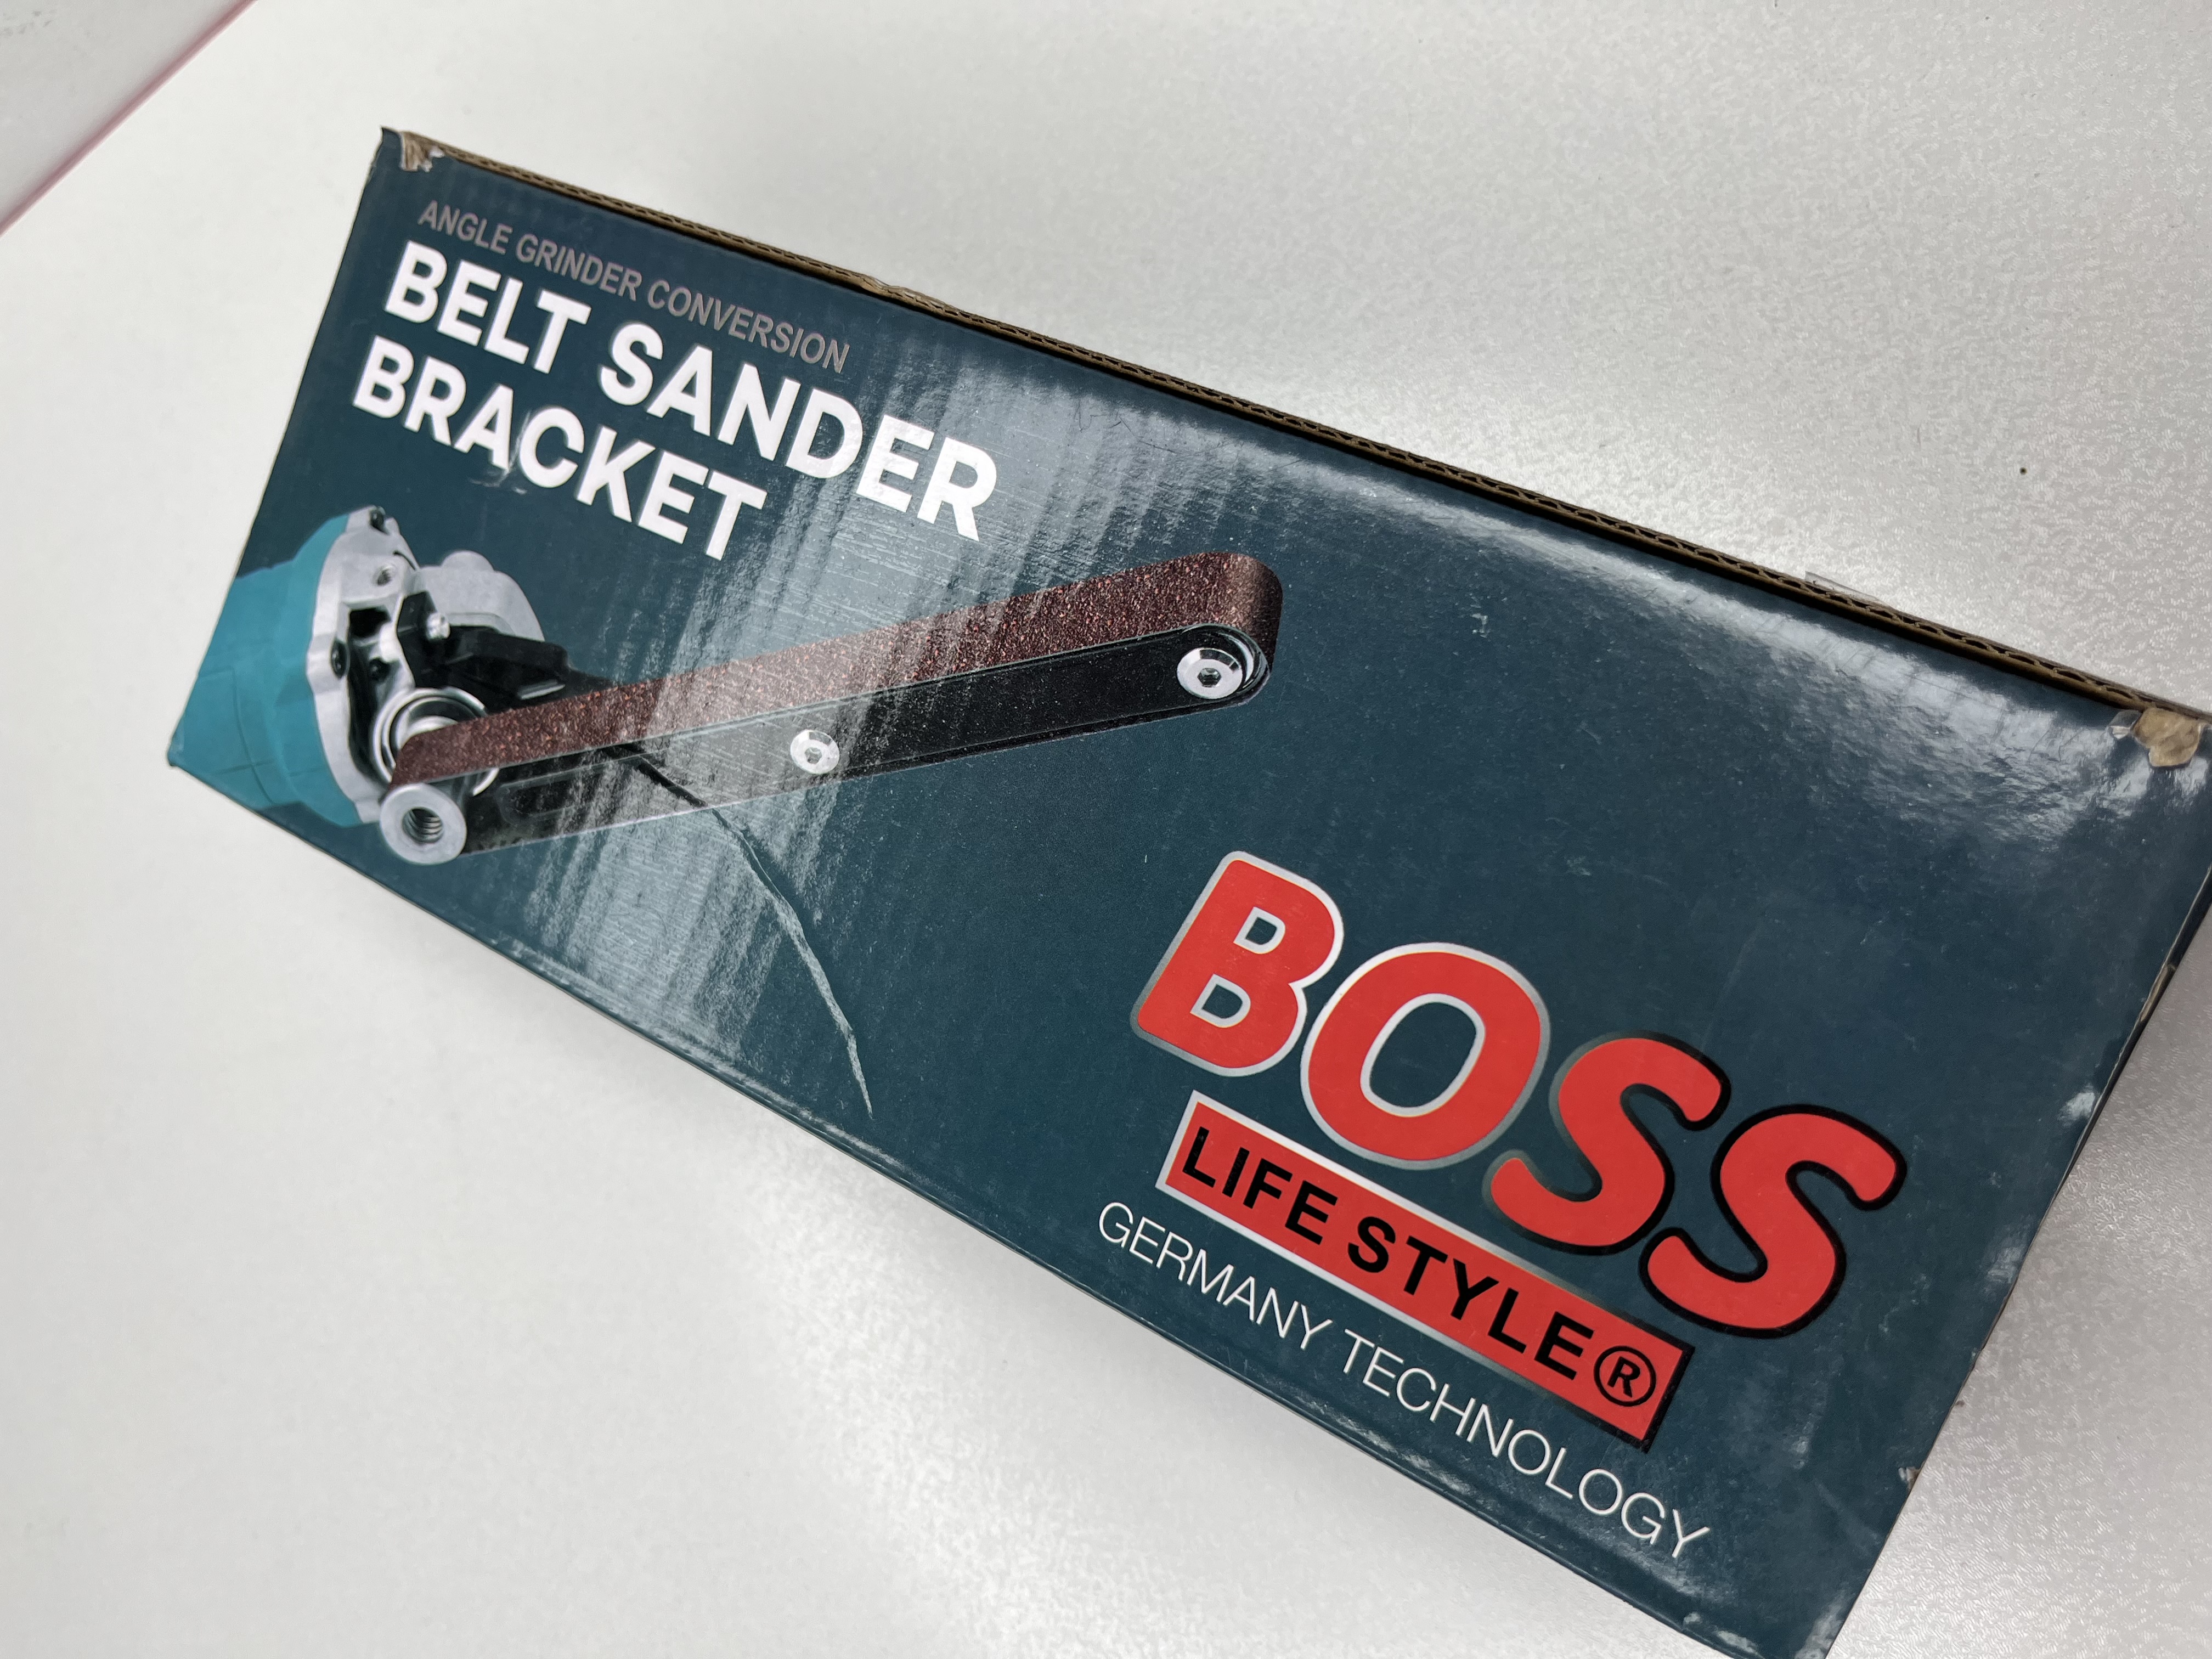 ANGLE GRINDER CONVERSION
BELT SANDER
BRACKET
BOSS
LIFE STYLE®
GERMANY TECHNOLOGY